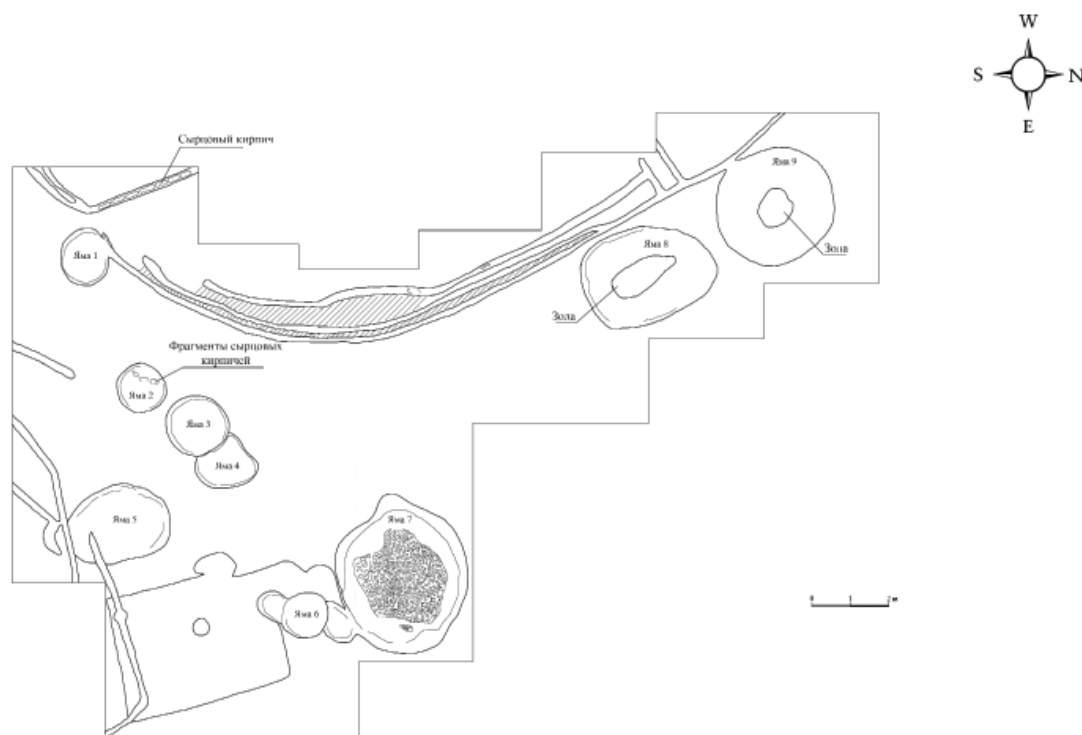 W
S N
E
Сырцовый кирпич
Яма 9
Яма 1
Яма 8
Зола
Зола
Фрагменты сырцовых
кирпичей
Яма 2
Яма 3
Яма 4
Яма 5
Яма 7
Яма 6
0 1 2 м